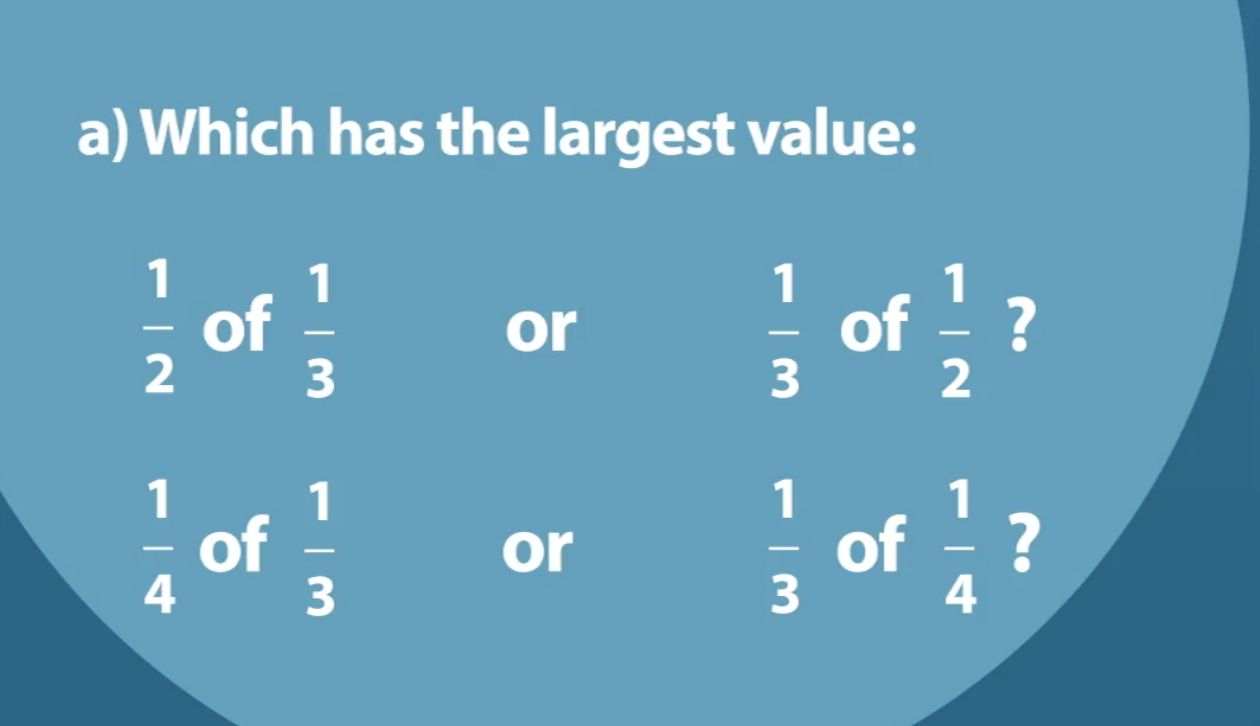 a) Which has the largest value:
1/2 of 1/3 or 1/3 of 1/2 ?
1/4 of 1/3 or 1/3 of 1/4 ?